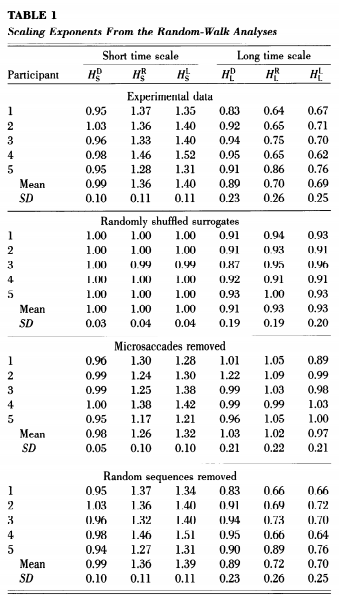 TABLE 1
Scaling Exponents From the Random-Walk Analyses
Short time scale Long time scale
Participant H^D_S H^R_S H^L_S H^D_L H^R_L H^L_L
Experimental data
1 0.95 1.37 1.35 0.83 0.64 0.67
2 1.03 1.36 1.40 0.92 0.65 0.71
3 0.96 1.33 1.40 0.94 0.75 0.70
4 0.98 1.46 1.52 0.95 0.65 0.62
5 0.95 1.28 1.31 0.91 0.86 0.76
Mean 0.99 1.36 1.40 0.89 0.70 0.69
SD 0.10 0.11 0.11 0.23 0.26 0.25
Randomly shuffled surrogates
1 1.00 1.00 1.00 0.91 0.94 0.93
2 1.00 1.00 1.00 0.91 0.93 0.91
3 1.00 0.99 0.99 0.87 0.95 0.96
4 1.00 1.00 1.00 0.92 0.91 0.91
5 1.00 1.00 1.00 0.93 1.00 0.93
Mean 1.00 1.00 1.00 0.91 0.93 0.93
SD 0.03 0.04 0.04 0.19 0.19 0.20
Microsaccades removed
1 0.96 1.30 1.28 1.01 1.05 0.89
2 0.99 1.24 1.30 1.22 1.09 0.99
3 0.99 1.25 1.38 0.99 1.03 0.98
4 1.00 1.38 1.42 0.99 0.99 1.03
5 0.95 1.17 1.21 0.96 1.05 1.00
Mean 0.98 1.26 1.32 1.03 1.02 0.97
SD 0.05 0.10 0.10 0.21 0.22 0.21
Random sequences removed
1 0.95 1.37 1.34 0.83 0.66 0.66
2 1.03 1.36 1.40 0.91 0.69 0.72
3 0.96 1.32 1.40 0.94 0.73 0.70
4 0.98 1.46 1.51 0.95 0.66 0.64
5 0.94 1.27 1.31 0.90 0.89 0.76
Mean 0.99 1.36 1.39 0.89 0.72 0.70
SD 0.10 0.11 0.11 0.23 0.26 0.25